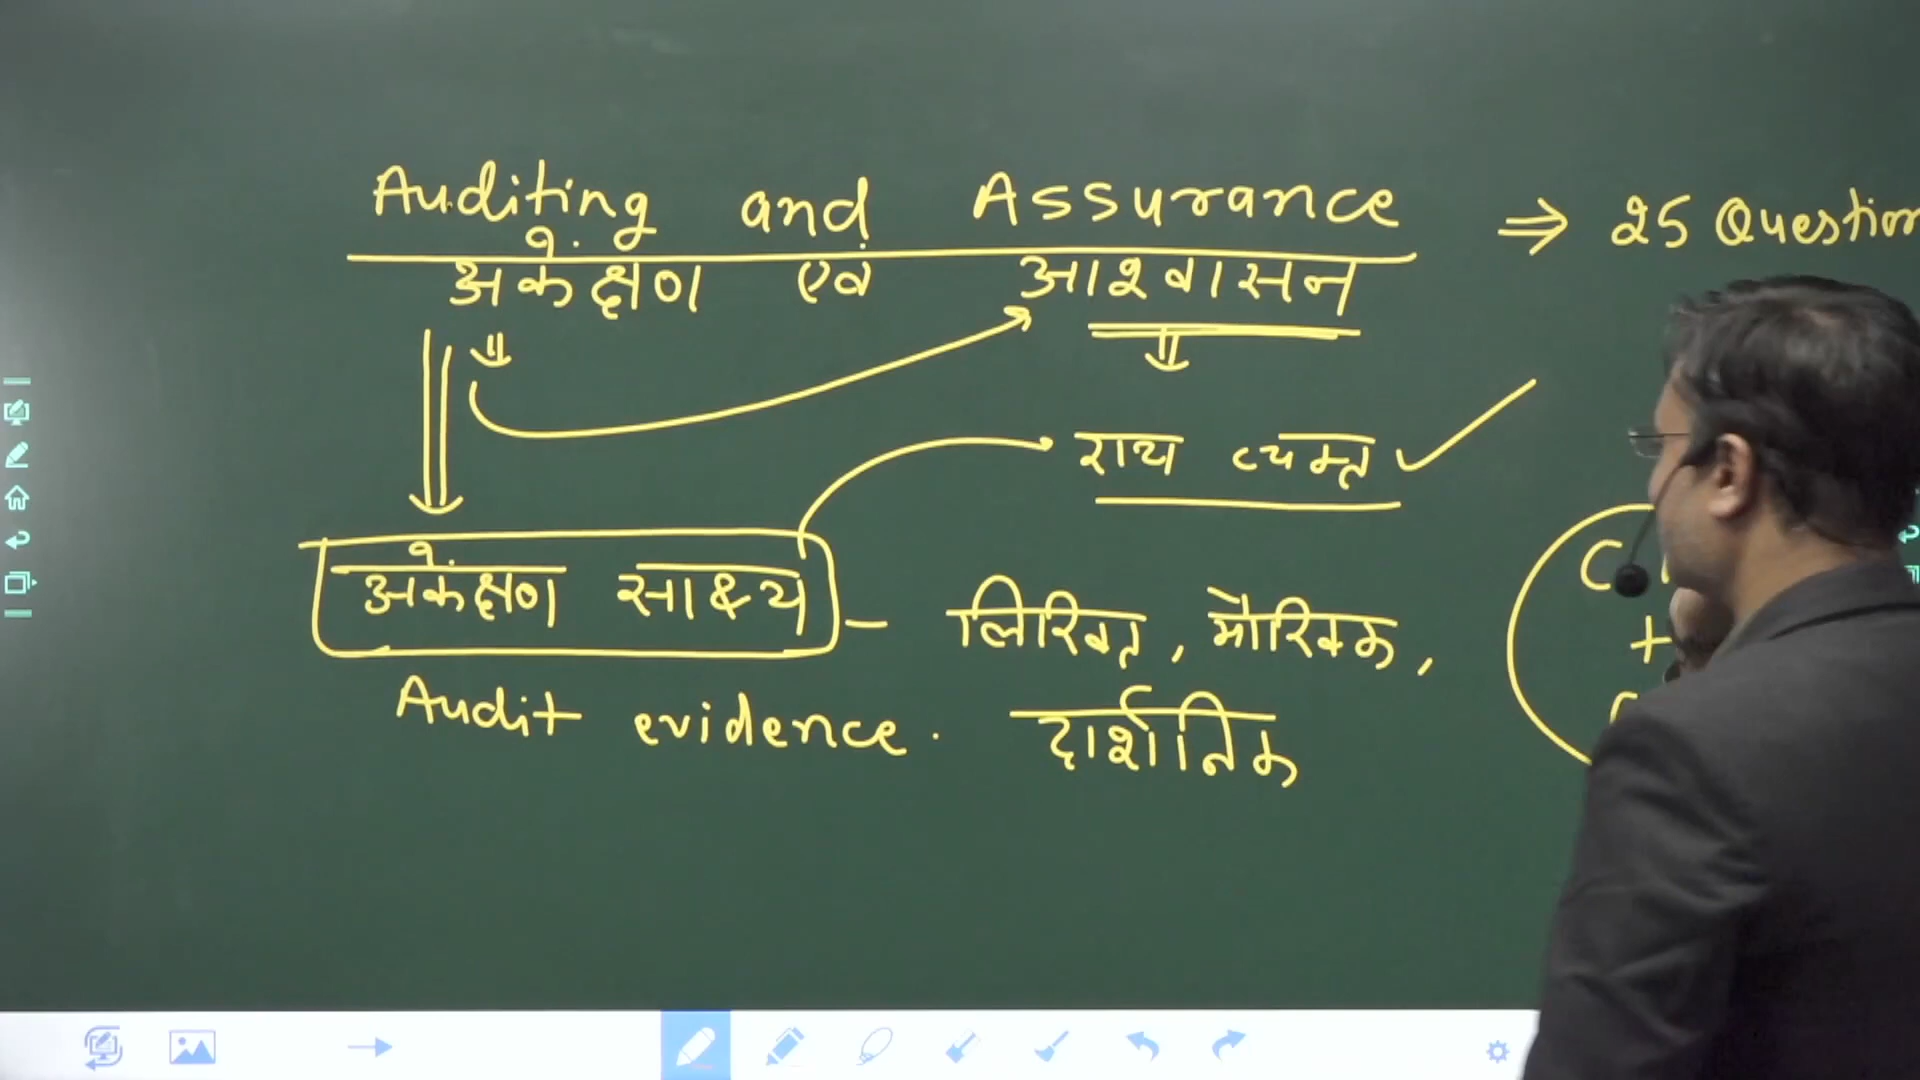 Auditing and Assurance ⇒ 25 Question
अंकेक्षण एवं आश्वासन
राय व्यक्त
अंकेक्षण साक्ष्य – लिखित, मौखिक,
Audit evidence. दार्शनिक
C
+